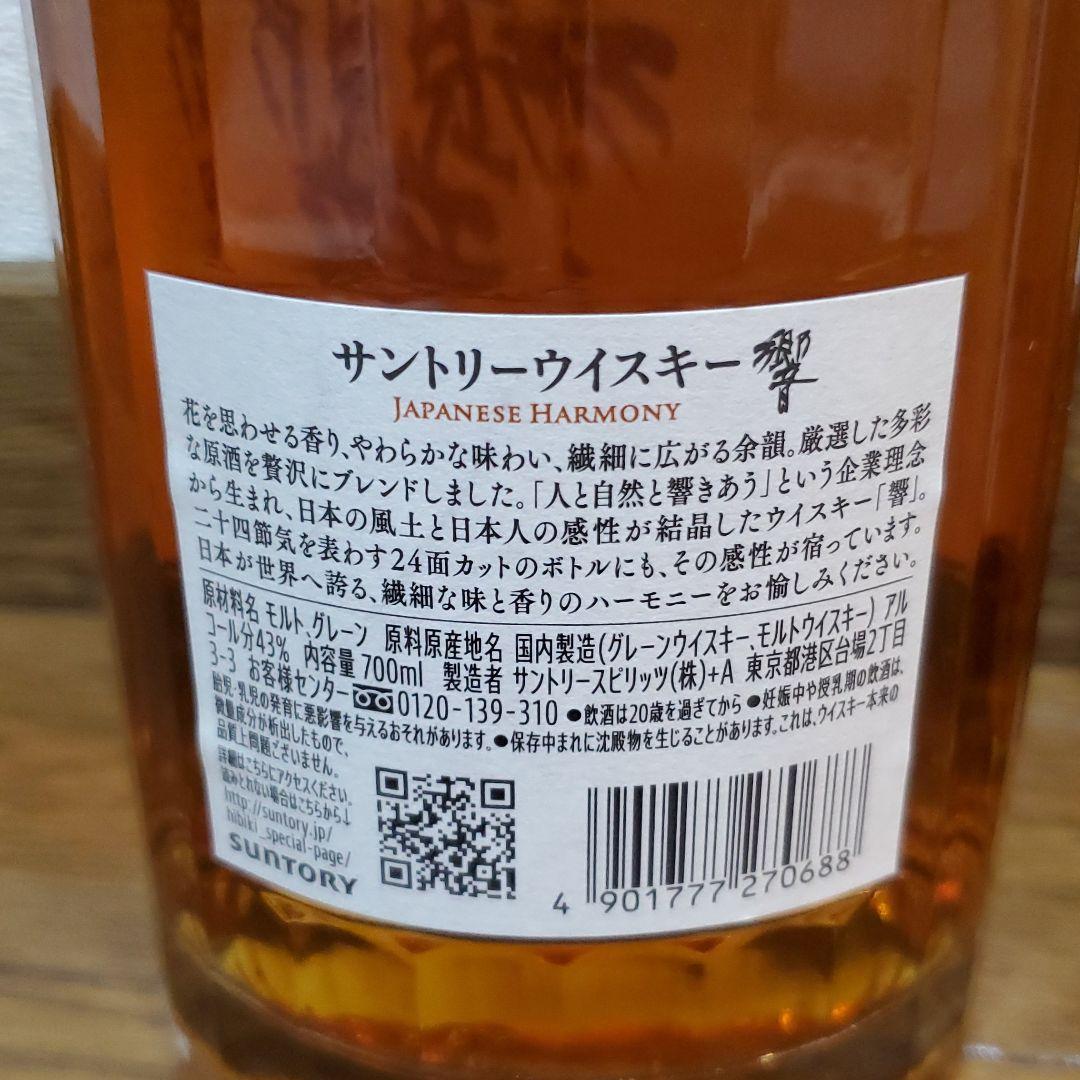 サントリーウイスキー 響
JAPANESE HARMONY
花を思わせる香り、やわらかな味わい、繊細に広がる余韻。厳選した多彩
な原酒を贅沢にブレンドしました。「人と自然と響きあう」という企業理念
から生まれ、日本の風土と日本人の感性が結晶したウイスキー「響」。
二十四節気を表わす24面カットのボトルにも、その感性が宿っています。
日本が世界へ誇る、繊細な味と香りのハーモニーをお愉しみください。
原材料名 モルト、グレーン 原料原産地名 国内製造(グレーンウイスキー、モルトウイスキー) アル
コール分43% 内容量 700ml 製造者 サントリースピリッツ(株)+A 東京都港区台場2丁目
3-3 お客様センター 0120-139-310 ●飲酒は20歳を過ぎてから ●妊娠中や授乳期の飲酒は、
胎児・乳児の発育に悪影響を与えるおそれがあります。●保存中まれに沈殿物を生じることがあります。これは、ウイスキー本来の
微量成分が析出したもので、
品質上問題ございません。
詳細はこちらにアクセスください。
読みとれない場合はこちらから↓
http://suntory.jp/
hibiki_special-page/
SUNTORY
4 901777 270688